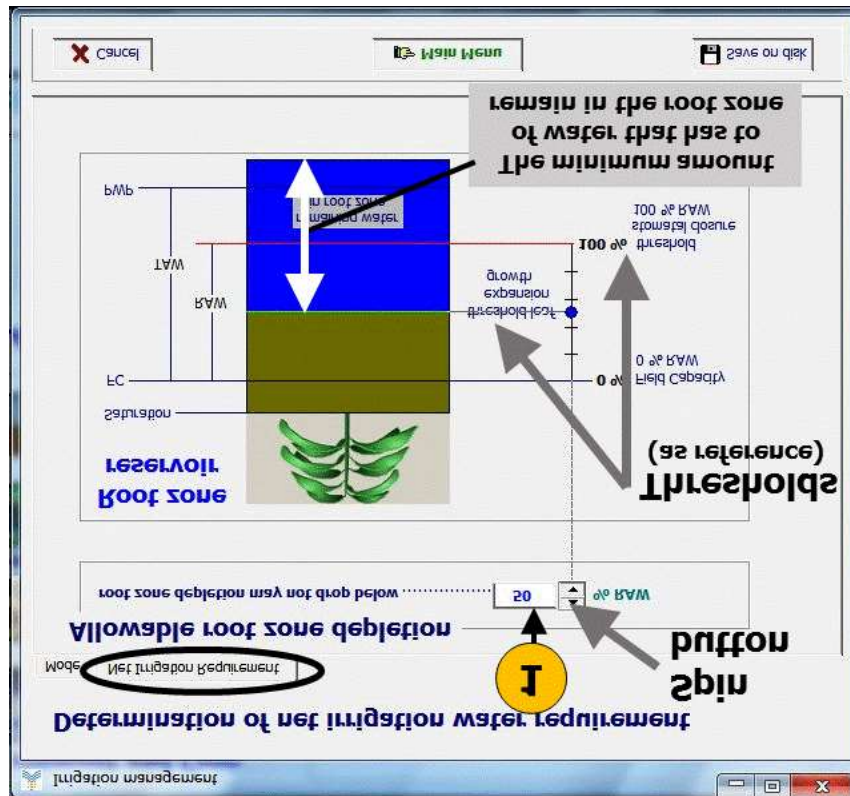 Irrigation management
Determination of net irrigation water requirement
Mode
Net Irrigation Requirement
1
Spin
button
Allowable root zone depletion
root zone depletion may not drop below
50
% RAW
Root zone
reservoir
Thresholds
(as reference)
Saturation
FC
0 %
Field Capacity
0 % RAW
RAW
TAW
threshold leaf
expansion
growth
100 %
threshold
stomatal closure
100 % RAW
remaining water
in root zone
PWP
The minimum amount
of water that has to
remain in the root zone
Cancel
Main Menu
Save on disk